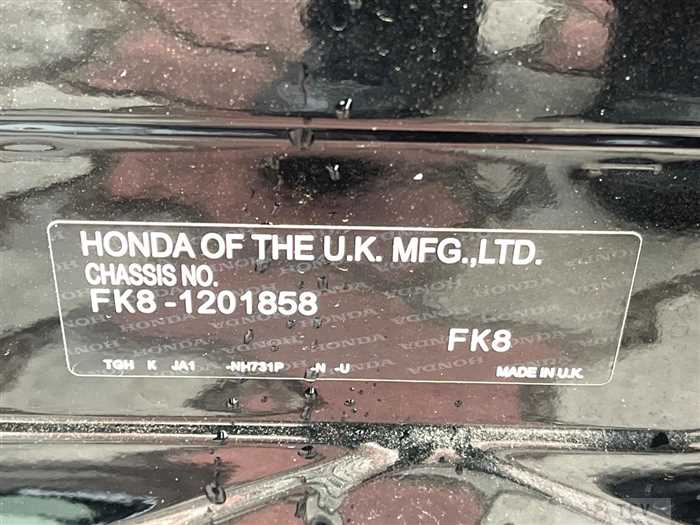 HONDA OF THE U.K. MFG.,LTD.
CHASSIS NO.
FK8-1201858
FK8
TGH K JA1 -NH731P -N -U
MADE IN U.K.